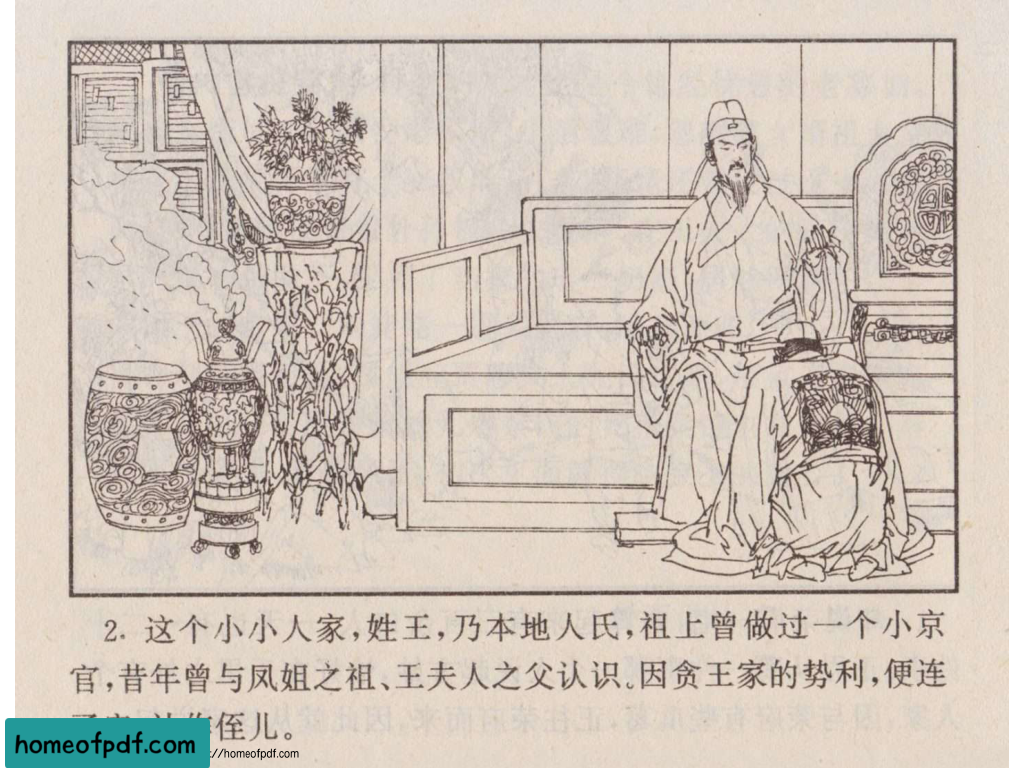 2. 这个小小人家，姓王，乃本地人氏，祖上曾做过一个小京
官，昔年曾与凤姐之祖、王夫人之父认识。因贪王家的势利，便连
侄儿。
homeofpdf.com
://homeofpdf.com